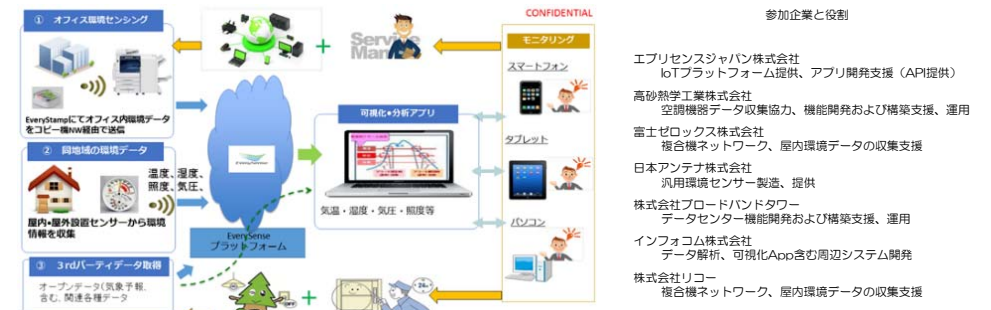 CONFIDENTIAL
① オフィス環境センシング
EveryStampにてオフィス内環境データ
をコピー機NW経由で送信
② 同地域の環境データ
温度、湿度、
照度、気圧、
屋内・屋外設置センサーから環境
情報を収集
③ 3rdパーティデータ取得
オープンデータ(気象予報、
含む、関連各種データ
+
Service
EverySense
プラットフォーム
可視化・分析アプリ
気温・湿度・気圧・照度等
+
モニタリング
スマートフォン
タブレット
パソコン
参加企業と役割
エブリセンスジャパン株式会社
IoTプラットフォーム提供、アプリ開発支援（API提供）
高砂熱学工業株式会社
空調機器データ収集協力、機能開発および構築支援、運用
富士ゼロックス株式会社
複合機ネットワーク、屋内環境データの収集支援
日本アンテナ株式会社
汎用環境センサー製造、提供
株式会社ブロードバンドタワー
データセンター機能開発および構築支援、運用
インフォコム株式会社
データ解析、可視化App含む周辺システム開発
株式会社リコー
複合機ネットワーク、屋内環境データの収集支援